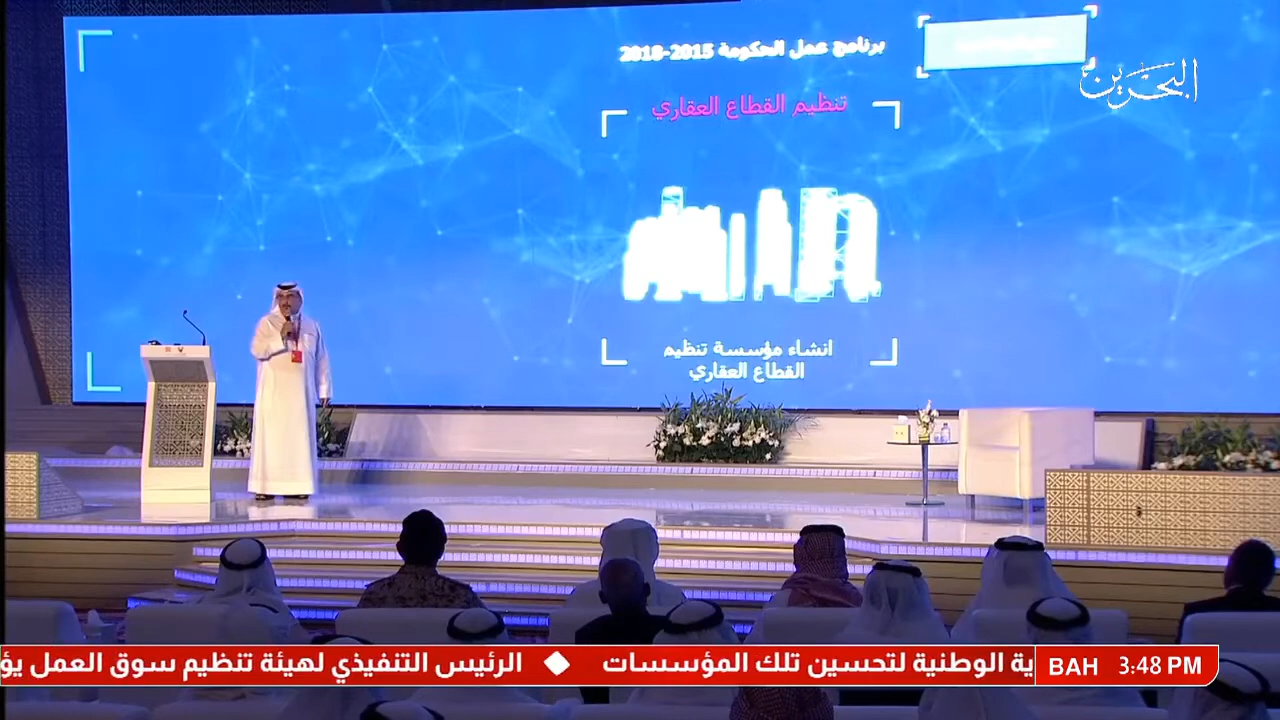 برنامج عمل الحكومة 2015-2018
البحرين
تنظيم القطاع العقاري
انشاء مؤسسة تنظيم
القطاع العقاري
ية الوطنية لتحسين تلك المؤسسات ◆ الرئيس التنفيذي لهيئة تنظيم سوق العمل يؤ
BAH 3:48 PM